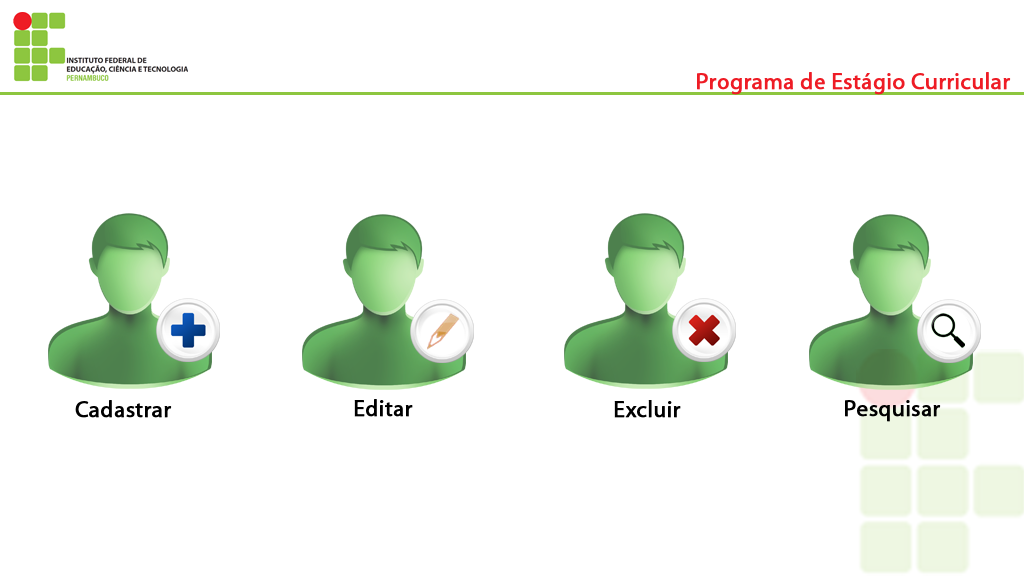 INSTITUTO FEDERAL DE
EDUCAÇÃO, CIÊNCIA E TECNOLOGIA
PERNAMBUCO
Programa de Estágio Curricular
Cadastrar
Editar
Excluir
Pesquisar